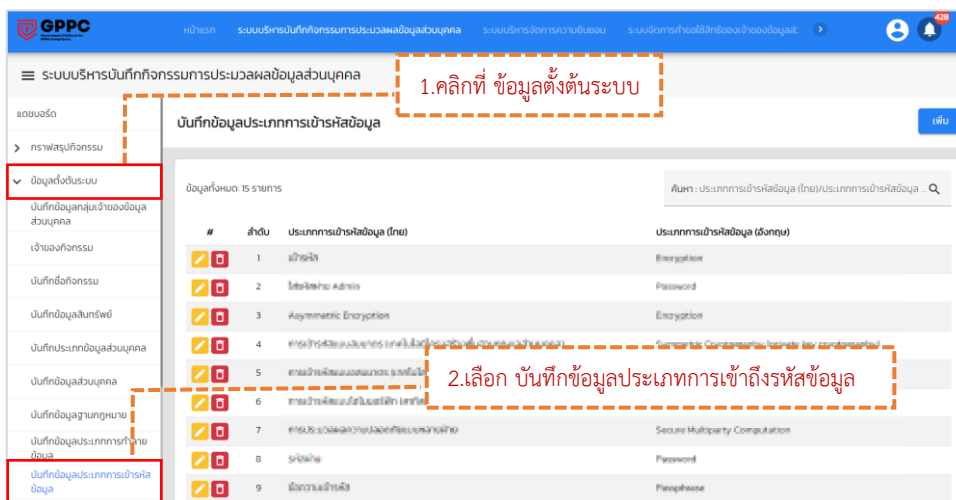 GPPC
หน้าแรก ระบบบริหารบันทึกกิจกรรมการประมวลผลข้อมูลส่วนบุคคล ระบบบริหารจัดการความยินยอม ระบบจัดการคำขอใช้สิทธิของเจ้าของข้อมูลส่ว
428
ระบบบริหารบันทึกกิจกรรมการประมวลผลข้อมูลส่วนบุคคล
1.คลิกที่ ข้อมูลตั้งต้นระบบ
แดชบอร์ด
กราฟสรุปกิจกรรม
ข้อมูลตั้งต้นระบบ
บันทึกข้อมูลกลุ่มเจ้าของข้อมูล
ส่วนบุคคล
เจ้าของกิจกรรม
บันทึกชื่อกิจกรรม
บันทึกข้อมูลสินทรัพย์
บันทึกประเภทข้อมูลส่วนบุคคล
บันทึกข้อมูลส่วนบุคคล
บันทึกข้อมูลฐานกฎหมาย
บันทึกข้อมูลประเภทการทำลาย
ข้อมูล
บันทึกข้อมูลประเภทการเข้ารหัส
ข้อมูล
บันทึกข้อมูลประเภทการเข้ารหัสข้อมูล
เพิ่ม
ข้อมูลทั้งหมด: 15 รายการ
ค้นหา : ประเภทการเข้ารหัสข้อมูล (ไทย)/ประเภทการเข้ารหัสข้อมูล ...
# ลำดับ ประเภทการเข้ารหัสข้อมูล (ไทย) ประเภทการเข้ารหัสข้อมูล (อังกฤษ)
1 เข้ารหัส Encryption
2 Admin Password
3 Asymmetric Encryption Encryption
4
5
2.เลือก บันทึกข้อมูลประเภทการเข้าถึงรหัสข้อมูล
6
7 Secure Multiparty Computation
8 รหัสผ่าน Password
9 ข้อความเข้ารหัส Passphrase